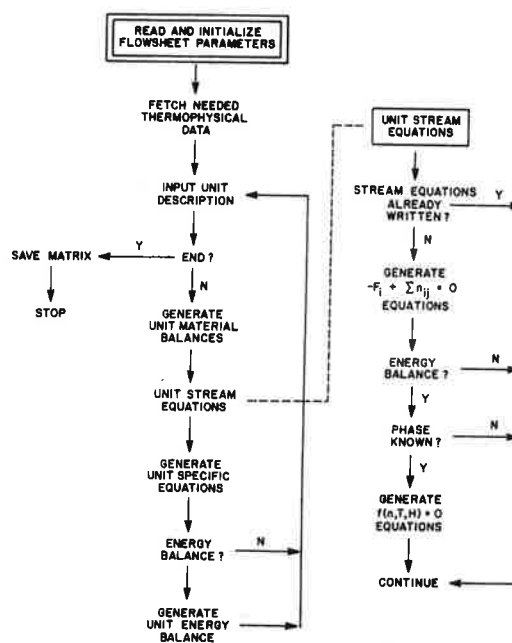 READ AND INITIALIZE
FLOWSHEET PARAMETERS
FETCH NEEDED
THERMOPHYSICAL
DATA
INPUT UNIT
DESCRIPTION
END?
Y
SAVE MATRIX
STOP
N
GENERATE
UNIT MATERIAL
BALANCES
UNIT STREAM
EQUATIONS
GENERATE
UNIT SPECIFIC
EQUATIONS
ENERGY
BALANCE?
N
GENERATE
UNIT ENERGY
BALANCE
UNIT STREAM
EQUATIONS
STREAM EQUATIONS
ALREADY
WRITTEN?
Y
N
GENERATE
-Fi + ∑ nij = 0
EQUATIONS
ENERGY
BALANCE?
N
Y
PHASE
KNOWN?
N
Y
GENERATE
f(n,T,H) = 0
EQUATIONS
CONTINUE